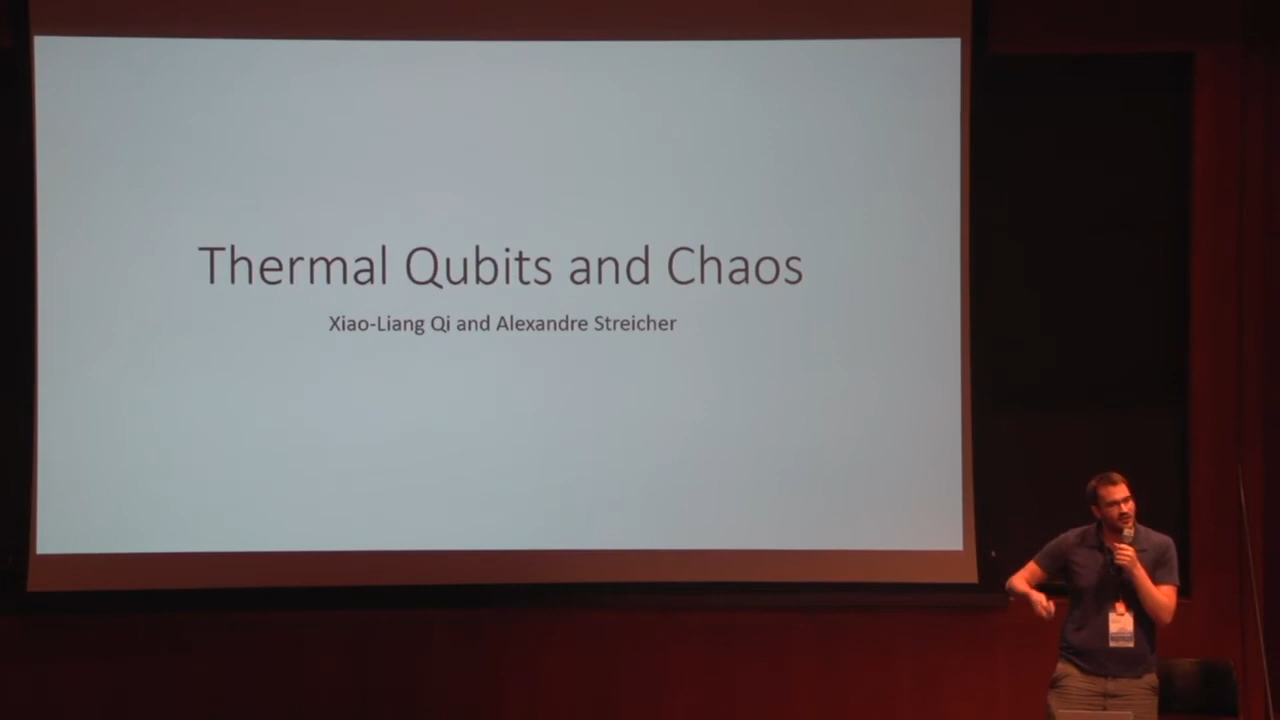 Thermal Qubits and Chaos
Xiao-Liang Qi and Alexandre Streicher